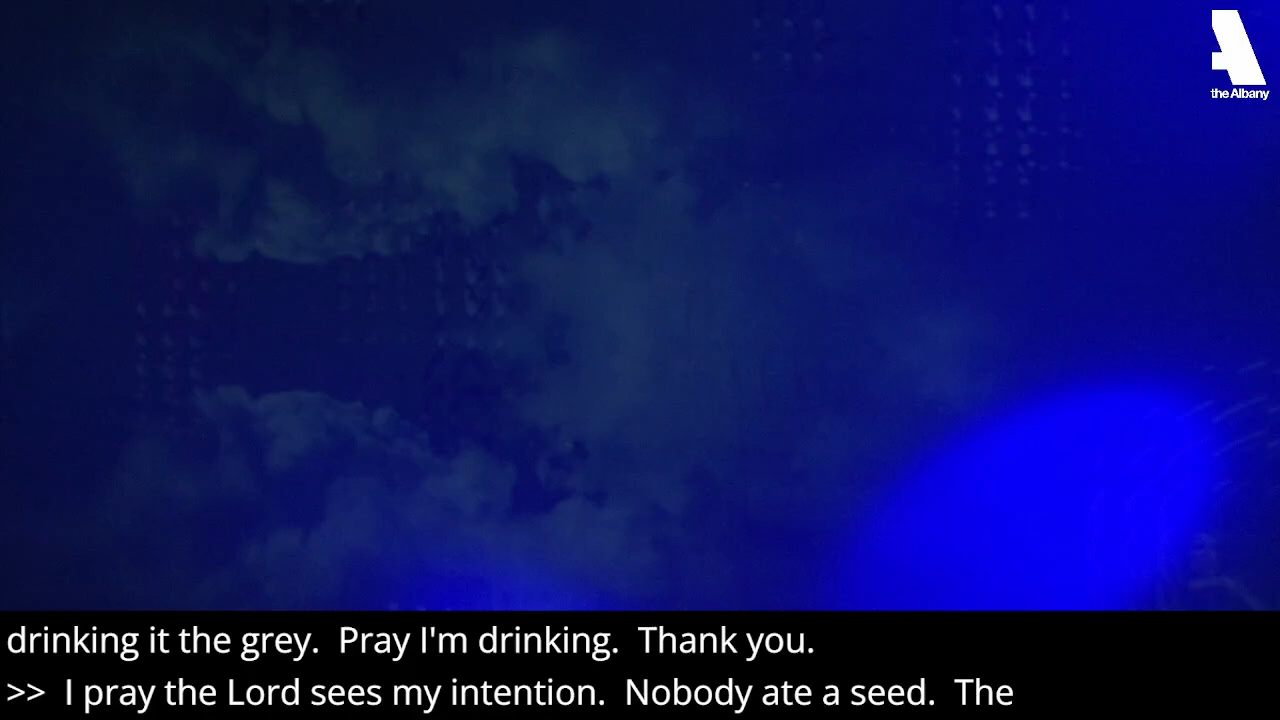 the Albany
drinking it the grey.  Pray I'm drinking.  Thank you.
>>  I pray the Lord sees my intention.  Nobody ate a seed.  The